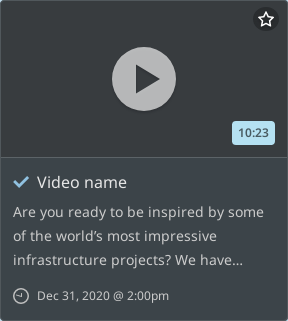 10:23
Video name
Are you ready to be inspired by some
of the world’s most impressive
infrastructure projects? We have...
Dec 31, 2020 @ 2:00pm